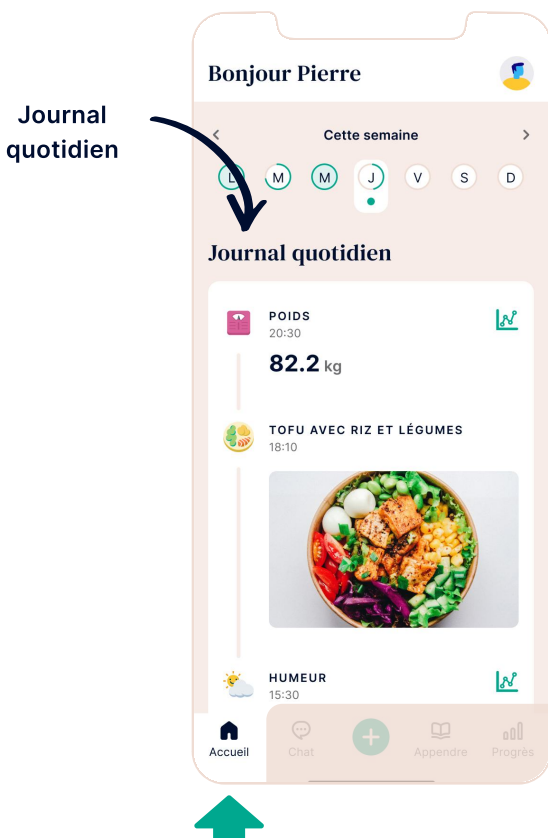 Bonjour Pierre
Journal
quotidien
Cette semaine
L M M J V S D
Journal quotidien
POIDS
20:30
82.2 kg
TOFU AVEC RIZ ET LÉGUMES
18:10
HUMEUR
15:30
Accueil
Chat
Appendre
Progrès